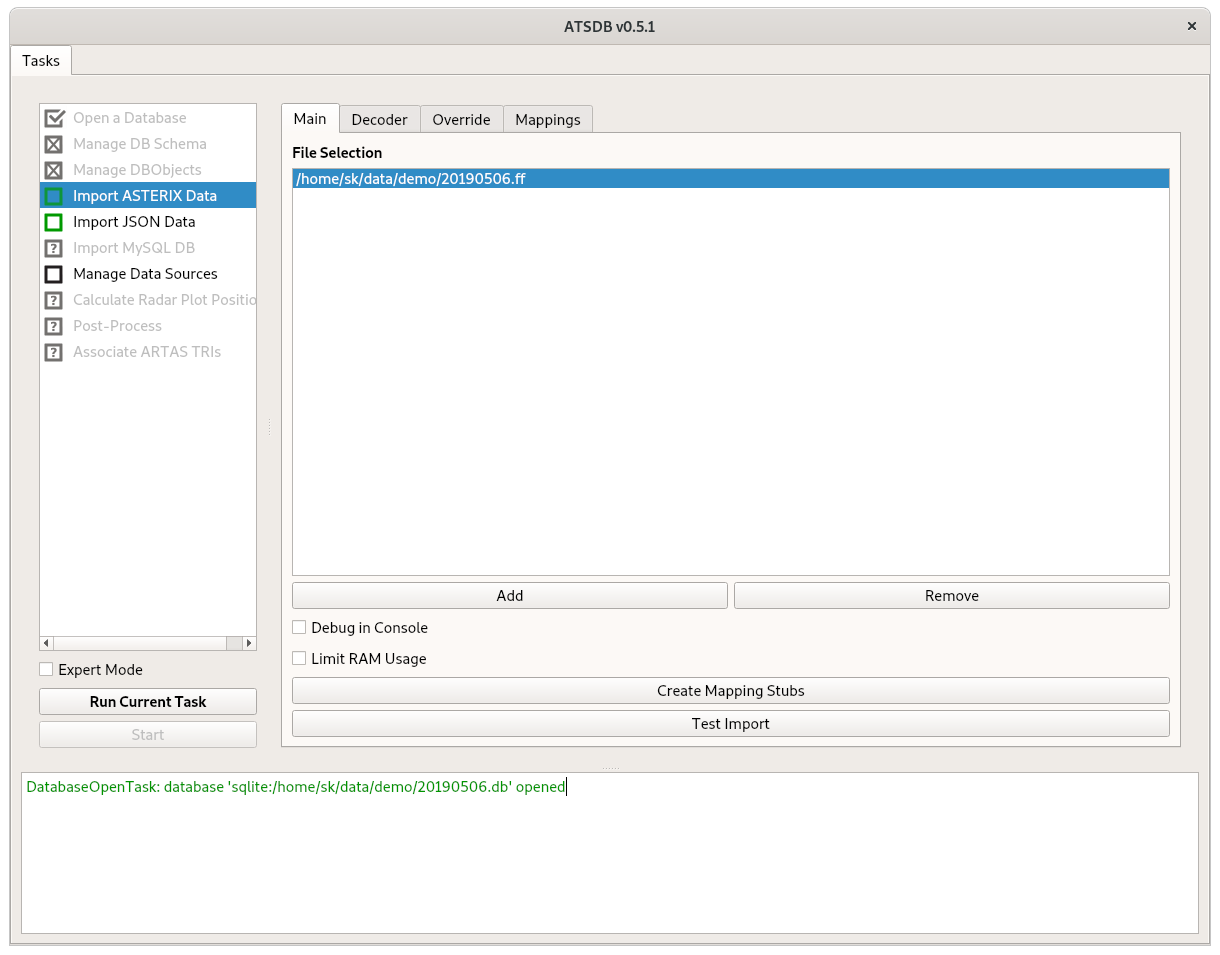 ATSDB v0.5.1
Tasks
Open a Database
Manage DB Schema
Manage DBObjects
Import ASTERIX Data
Import JSON Data
Import MySQL DB
Manage Data Sources
Calculate Radar Plot Positio
Post-Process
Associate ARTAS TRIs
Expert Mode
Run Current Task
Start
Main Decoder Override Mappings
File Selection
/home/sk/data/demo/20190506.ff
Add Remove
Debug in Console
Limit RAM Usage
Create Mapping Stubs
Test Import
DatabaseOpenTask: database 'sqlite:/home/sk/data/demo/20190506.db' opened